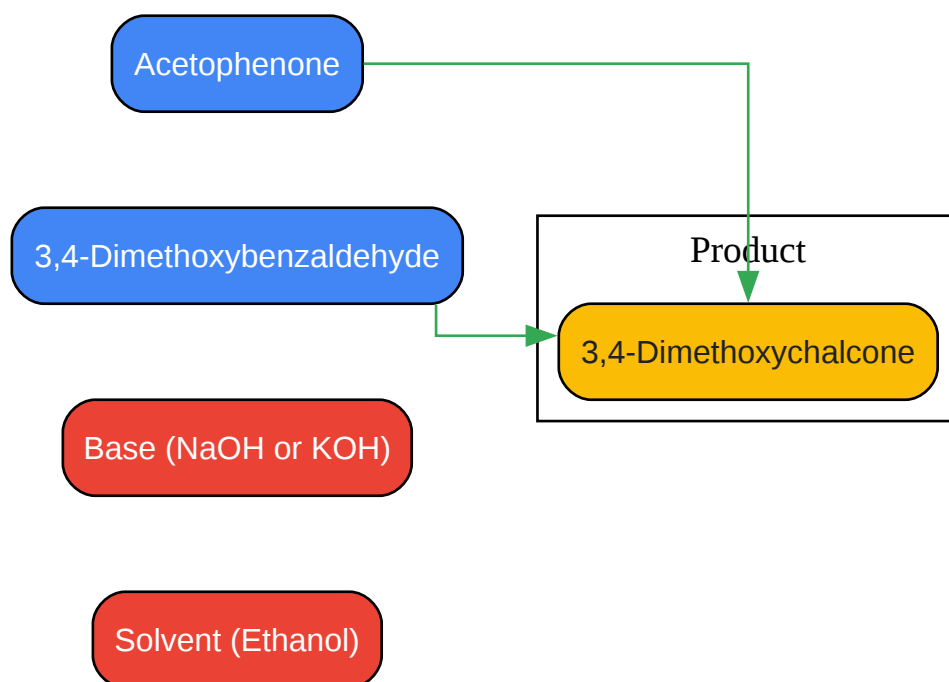 Acetophenone
3,4-Dimethoxybenzaldehyde
Product
3,4-Dimethoxychalcone
Base (NaOH or KOH)
Solvent (Ethanol)